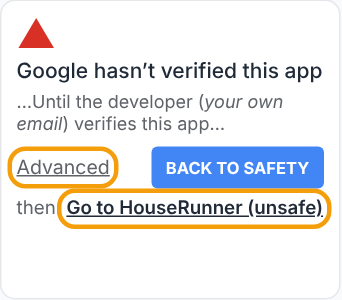 Google hasn’t verified this app
...Until the developer (your own
email) verifies this app...
Advanced
BACK TO SAFETY
then Go to HouseRunner (unsafe)